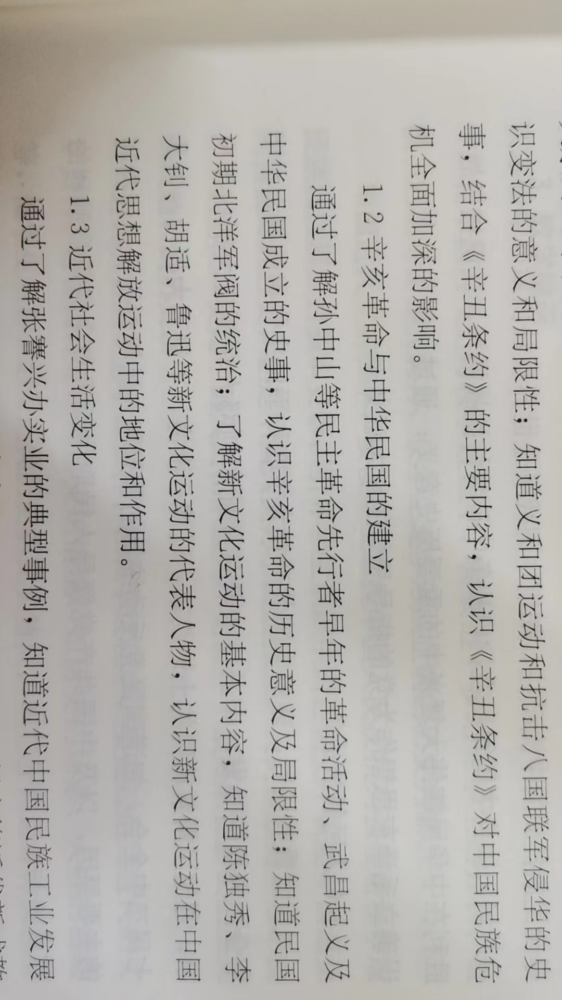 识变法的意义和局限性；知道义和团运动和抗击八国联军侵华的史
事，结合《辛丑条约》的主要内容，认识《辛丑条约》对中国民族危
机全面加深的影响。
1.2 辛亥革命与中华民国的建立
通过了解孙中山等民主革命先行者早年的革命活动、武昌起义及
中华民国成立的史事，认识辛亥革命的历史意义及局限性；知道民国
初期北洋军阀的统治；了解新文化运动的基本内容，知道陈独秀、李
大钊、胡适、鲁迅等新文化运动的代表人物，认识新文化运动在中国
近代思想解放运动中的地位和作用。
1.3 近代社会生活变化
通过了解张謇兴办实业的典型事例，知道近代中国民族工业发展